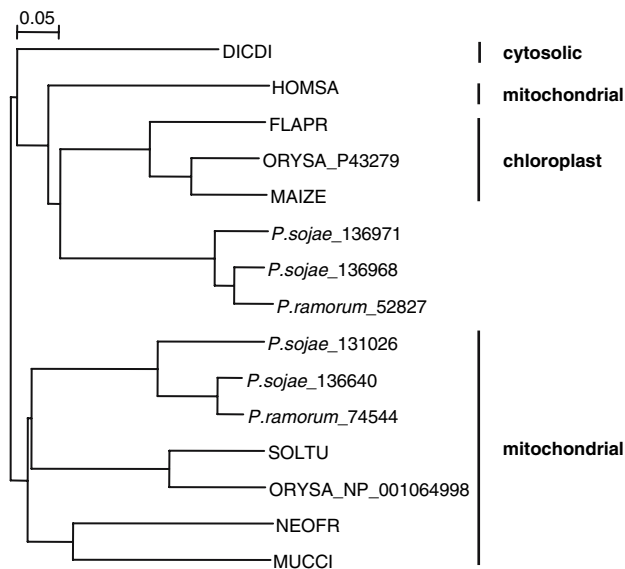 0.05
DICDI
cytosolic
HOMSA
mitochondrial
FLAPR
ORYSA_P43279
chloroplast
MAIZE
P.sojae_136971
P.sojae_136968
P.ramorum_52827
P.sojae_131026
P.sojae_136640
P.ramorum_74544
SOLTU
mitochondrial
ORYSA_NP_001064998
NEOFR
MUCCI